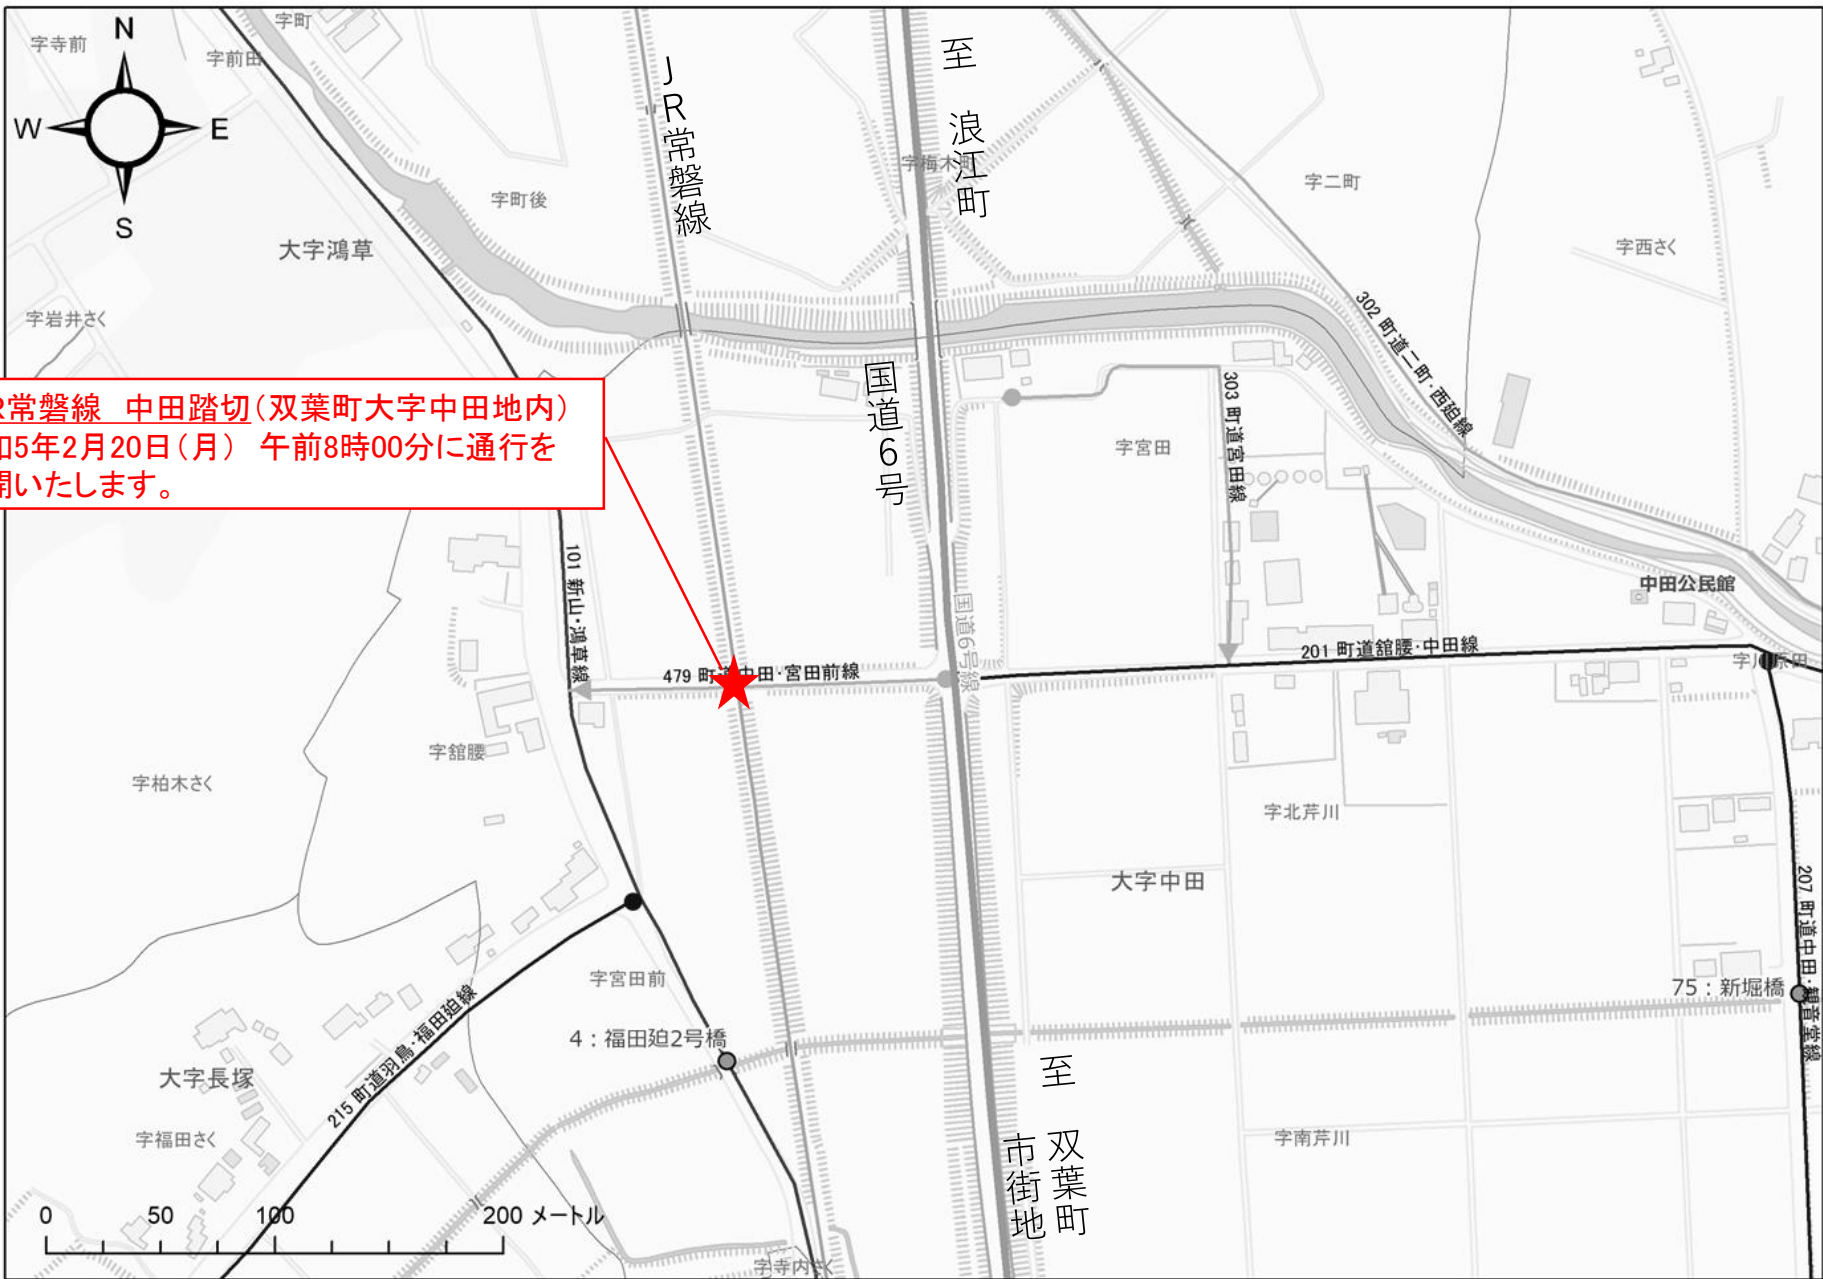 字町
字寺前
字前田
N
W
E
S
JR常磐線
至 浪江町
字梅木町
字町後
字二町
大字鴻草
字西さく
字岩井さく
302 町道二町・西廹線
常磐線 中田踏切(双葉町大字中田地内)
5年2月20日(月) 午前8時00分に通行を
開いたします。
国道6号
303 町道宮田線
字宮田
101 新山・鴻草線
中田公民館
国道6号線
479 町道中田・宮田前線
201 町道舘腰・中田線
字川原田
字舘腰
字柏木さく
字北芹川
大字中田
207 町道中田・観音堂線
字宮田前
75:新堀橋
4:福田廹2号橋
215 町道羽鳥・福田廹線
大字長塚
至 双葉町
市街地
字福田さく
字南芹川
0 50 100 200 メートル
字寺内さく